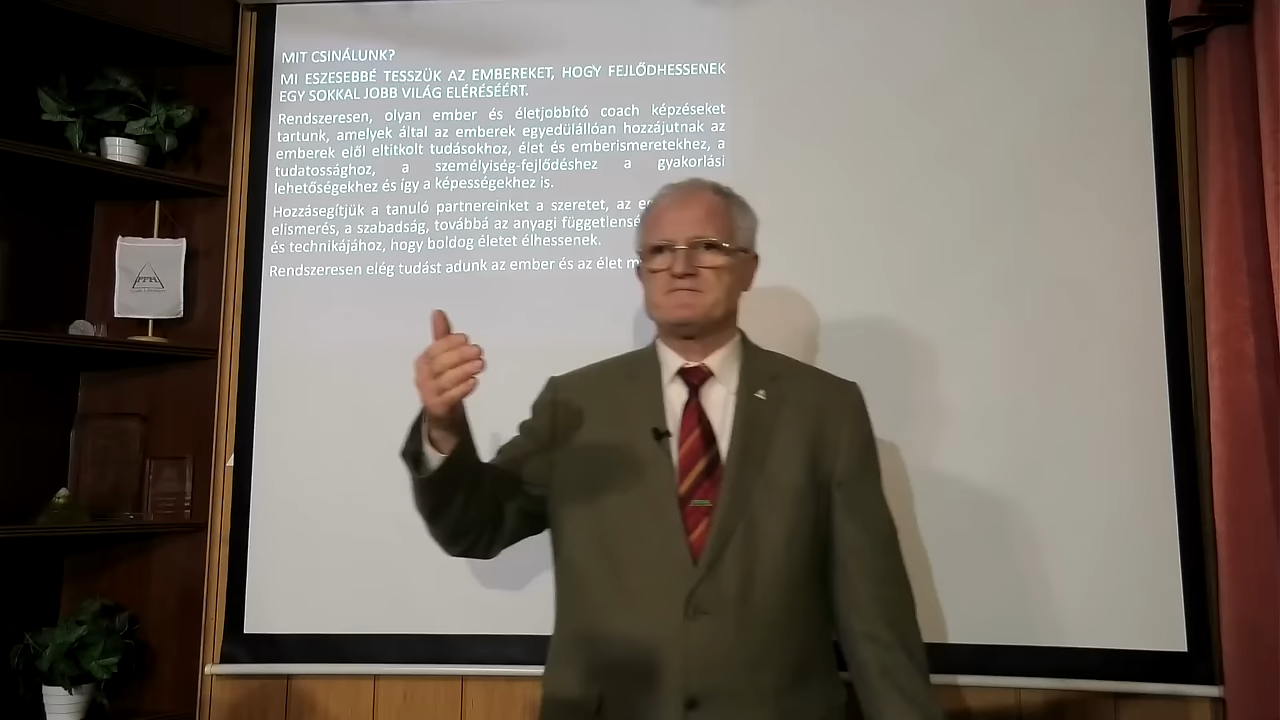 MIT CSINÁLUNK?
MI ESZESEBBÉ TESSZÜK AZ EMBEREKET, HOGY FEJLŐDHESSENEK
EGY SOKKAL JOBB VILÁG ELÉRÉSÉÉRT.
Rendszeresen, olyan ember és életjobbító coach képzéseket
tartunk, amelyek által az emberek egyedülállóan hozzájutnak az
emberek elől eltitkolt tudásokhoz, élet és emberismeretekhez, a
tudatossághoz, a személyiség-fejlődéshez a gyakorlási
lehetőségekhez és így a képességekhez is.
Hozzásegítjük a tanuló partnereinket a szeretet, az
elismerés, a szabadság, továbbá az anyagi
és technikájához, hogy boldog életet élhessenek.
Rendszeresen elég tudást adunk az ember és az élet